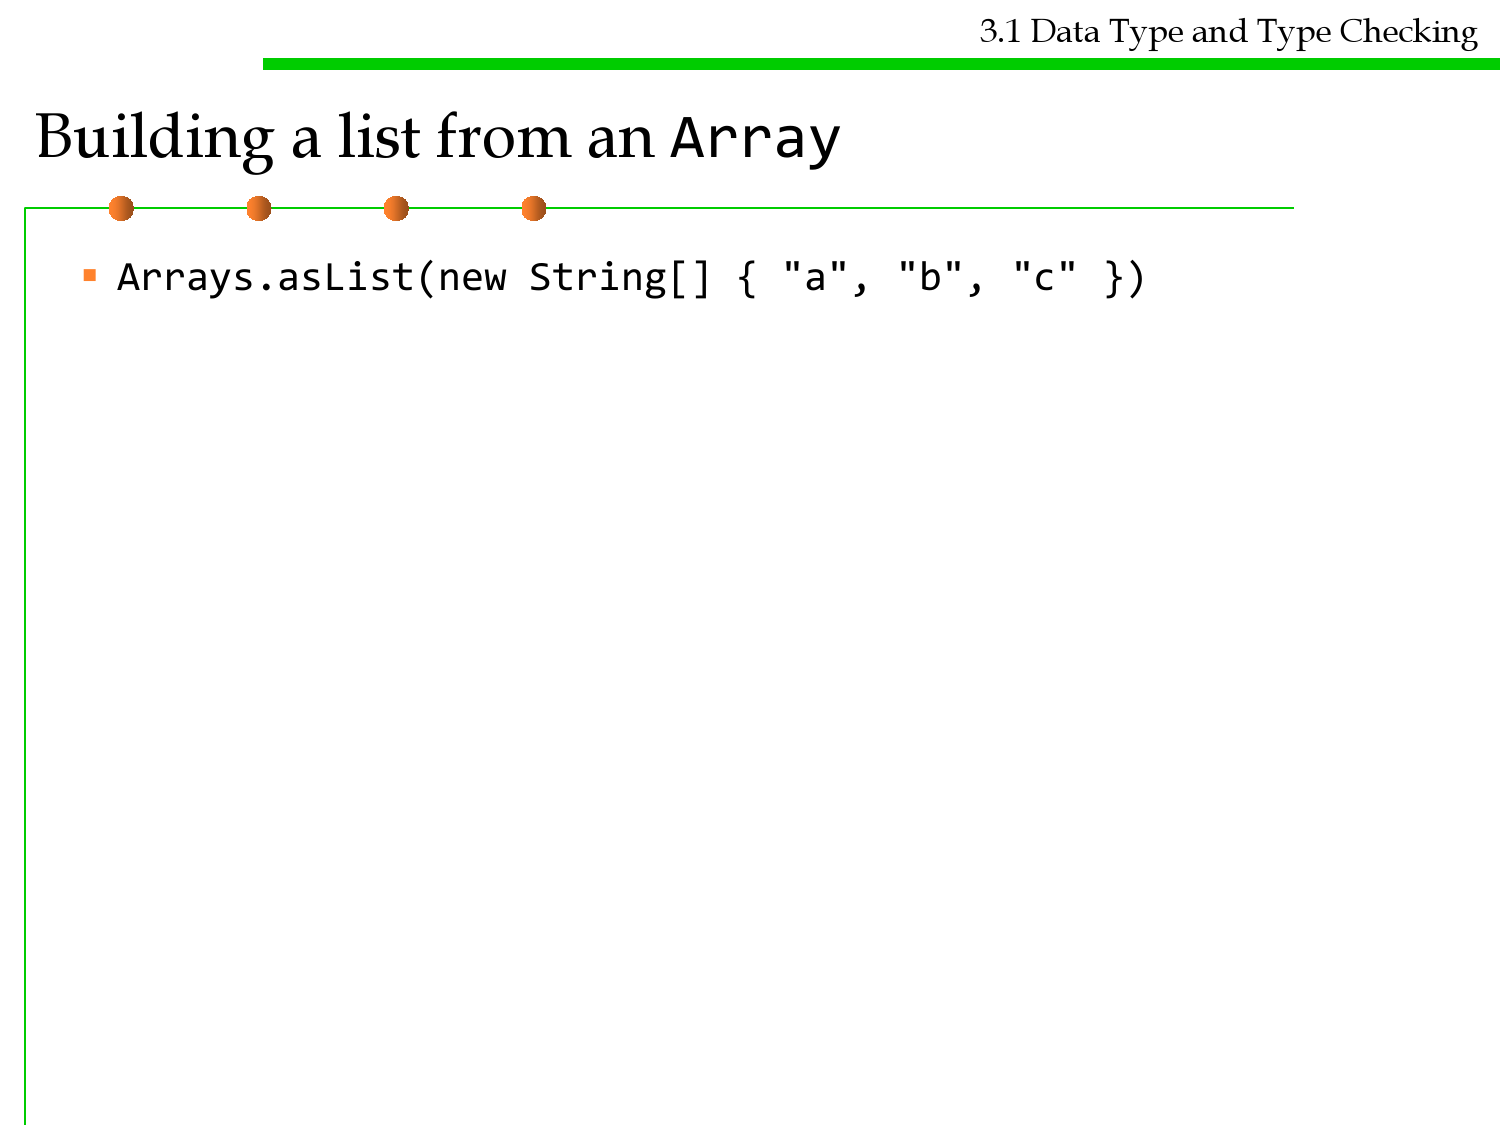 3.1 Data Type and Type Checking
Building a list from an Array
Arrays.asList(new String[] { "a", "b", "c" })